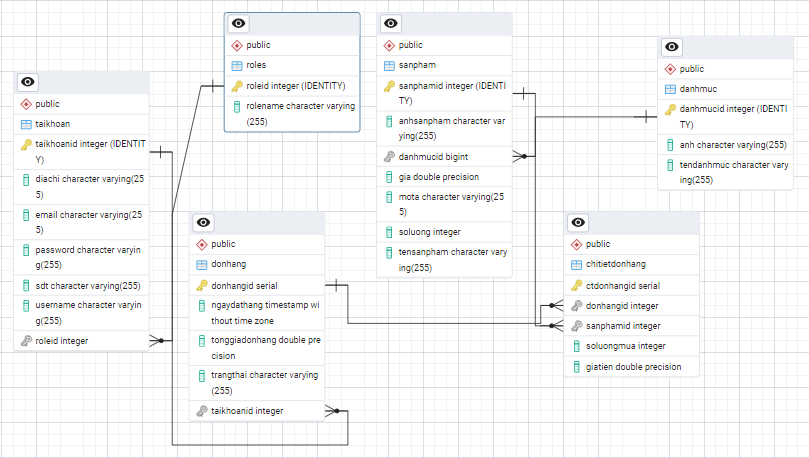 public
roles
roleid integer (IDENTITY)
rolename character varying
(255)
public
sanpham
sanphamid integer (IDENTI
TY)
anhsanpham character var
ying(255)
danhmucid bigint
gia double precision
mota character varying(25
5)
soluong integer
tensanpham character vary
ing(255)
public
danhmuc
danhmucid integer (IDENTI
TY)
anh character varying(255)
tendanhmuc character vary
ing(255)
public
taikhoan
taikhoanid integer (IDENTIT
Y)
diachi character varying(25
5)
email character varying(25
5)
password character varyin
g(255)
sdt character varying(255)
username character varyin
g(255)
roleid integer
public
donhang
donhangid serial
ngaydathang timestamp wi
thout time zone
tonggiadonhang double pre
cision
trangthai character varying
(255)
taikhoanid integer
public
chitietdonhang
ctdonhangid serial
donhangid integer
sanphamid integer
soluongmua integer
giatien double precision